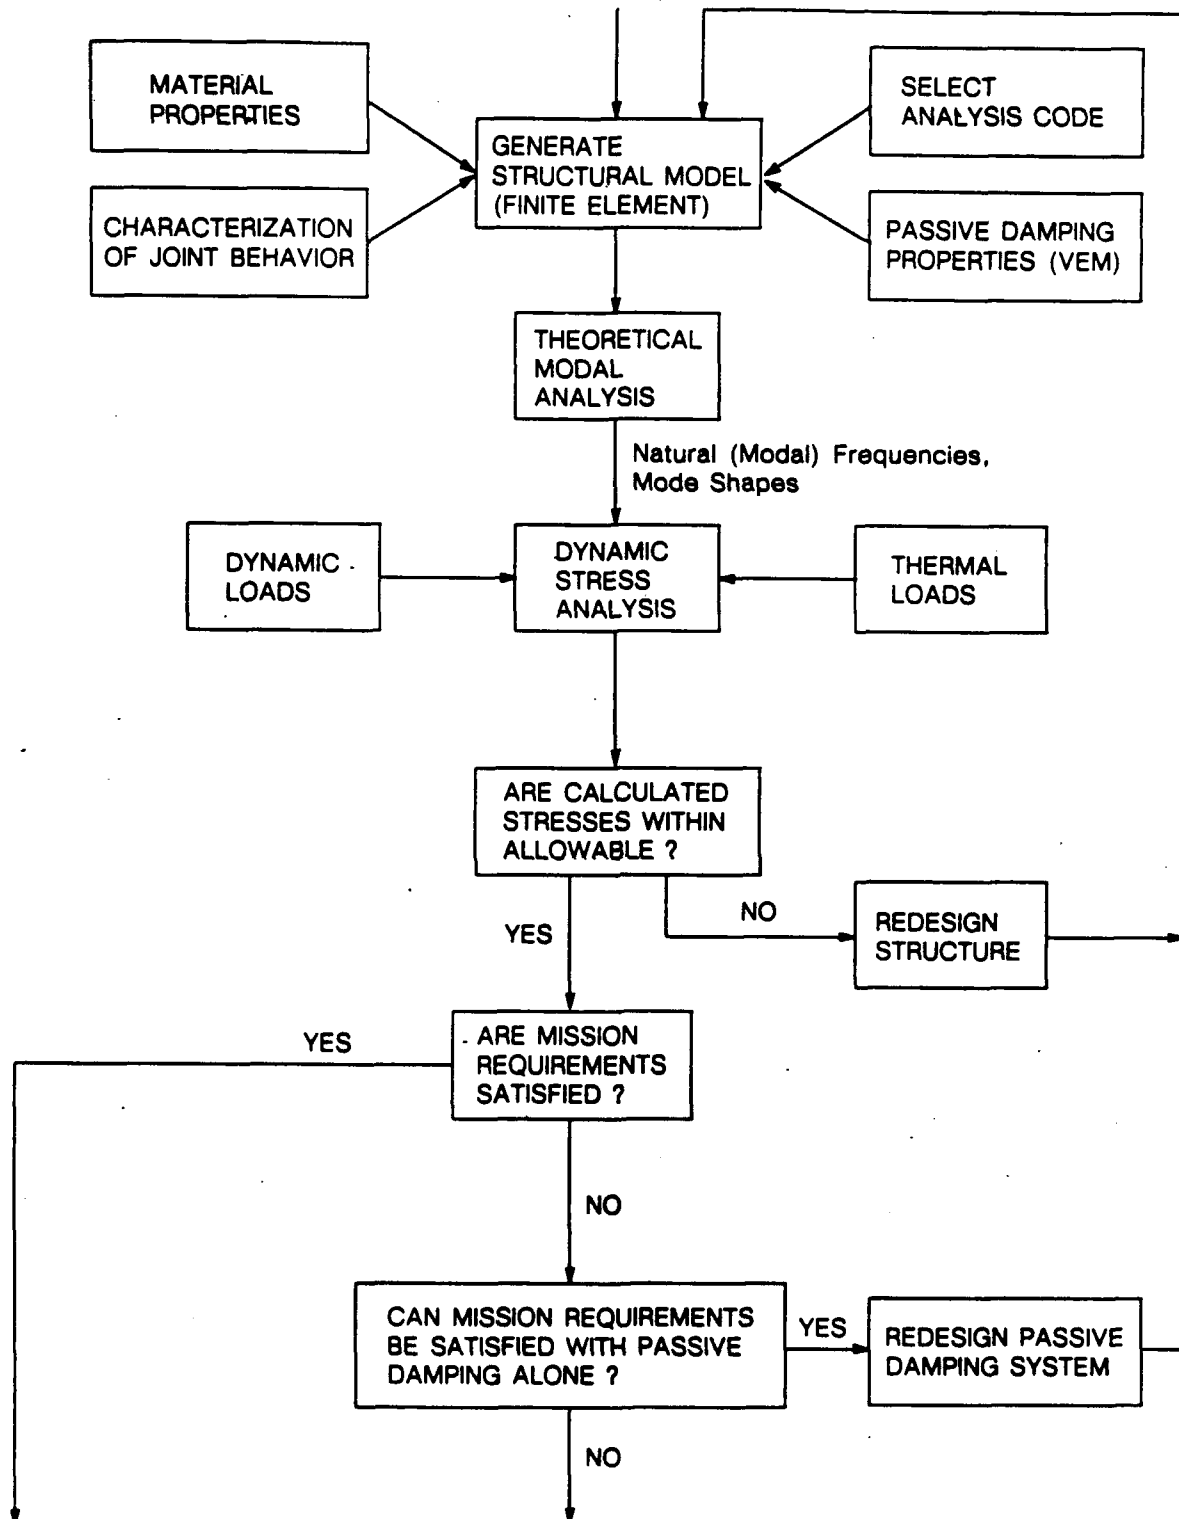 MATERIAL
PROPERTIES
SELECT
ANALYSIS CODE
GENERATE
STRUCTURAL MODEL
(FINITE ELEMENT)
CHARACTERIZATION
OF JOINT BEHAVIOR
PASSIVE DAMPING
PROPERTIES (VEM)
THEORETICAL
MODAL
ANALYSIS
Natural (Modal) Frequencies,
Mode Shapes
DYNAMIC
LOADS
DYNAMIC
STRESS
ANALYSIS
THERMAL
LOADS
ARE CALCULATED
STRESSES WITHIN
ALLOWABLE ?
YES
NO
REDESIGN
STRUCTURE
YES
ARE MISSION
REQUIREMENTS
SATISFIED ?
NO
CAN MISSION REQUIREMENTS
BE SATISFIED WITH PASSIVE
DAMPING ALONE ?
YES
REDESIGN PASSIVE
DAMPING SYSTEM
NO